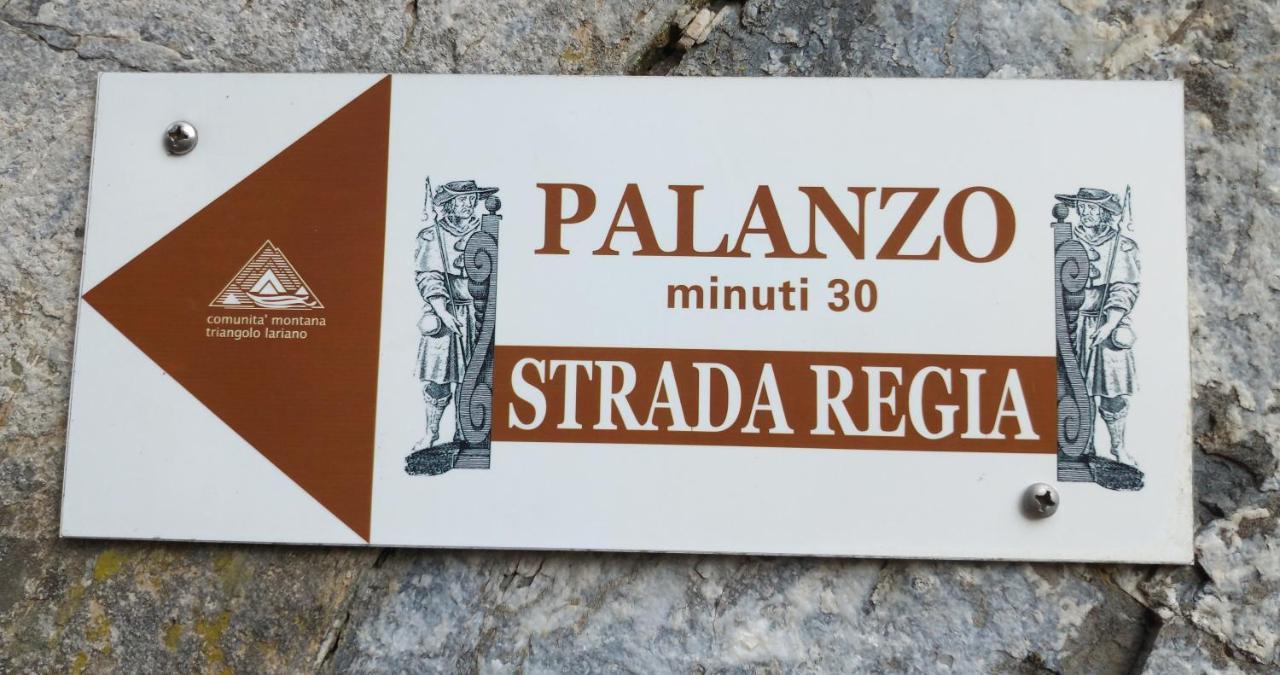 comunita' montana
triangolo lariano
PALANZO
minuti 30
STRADA REGIA